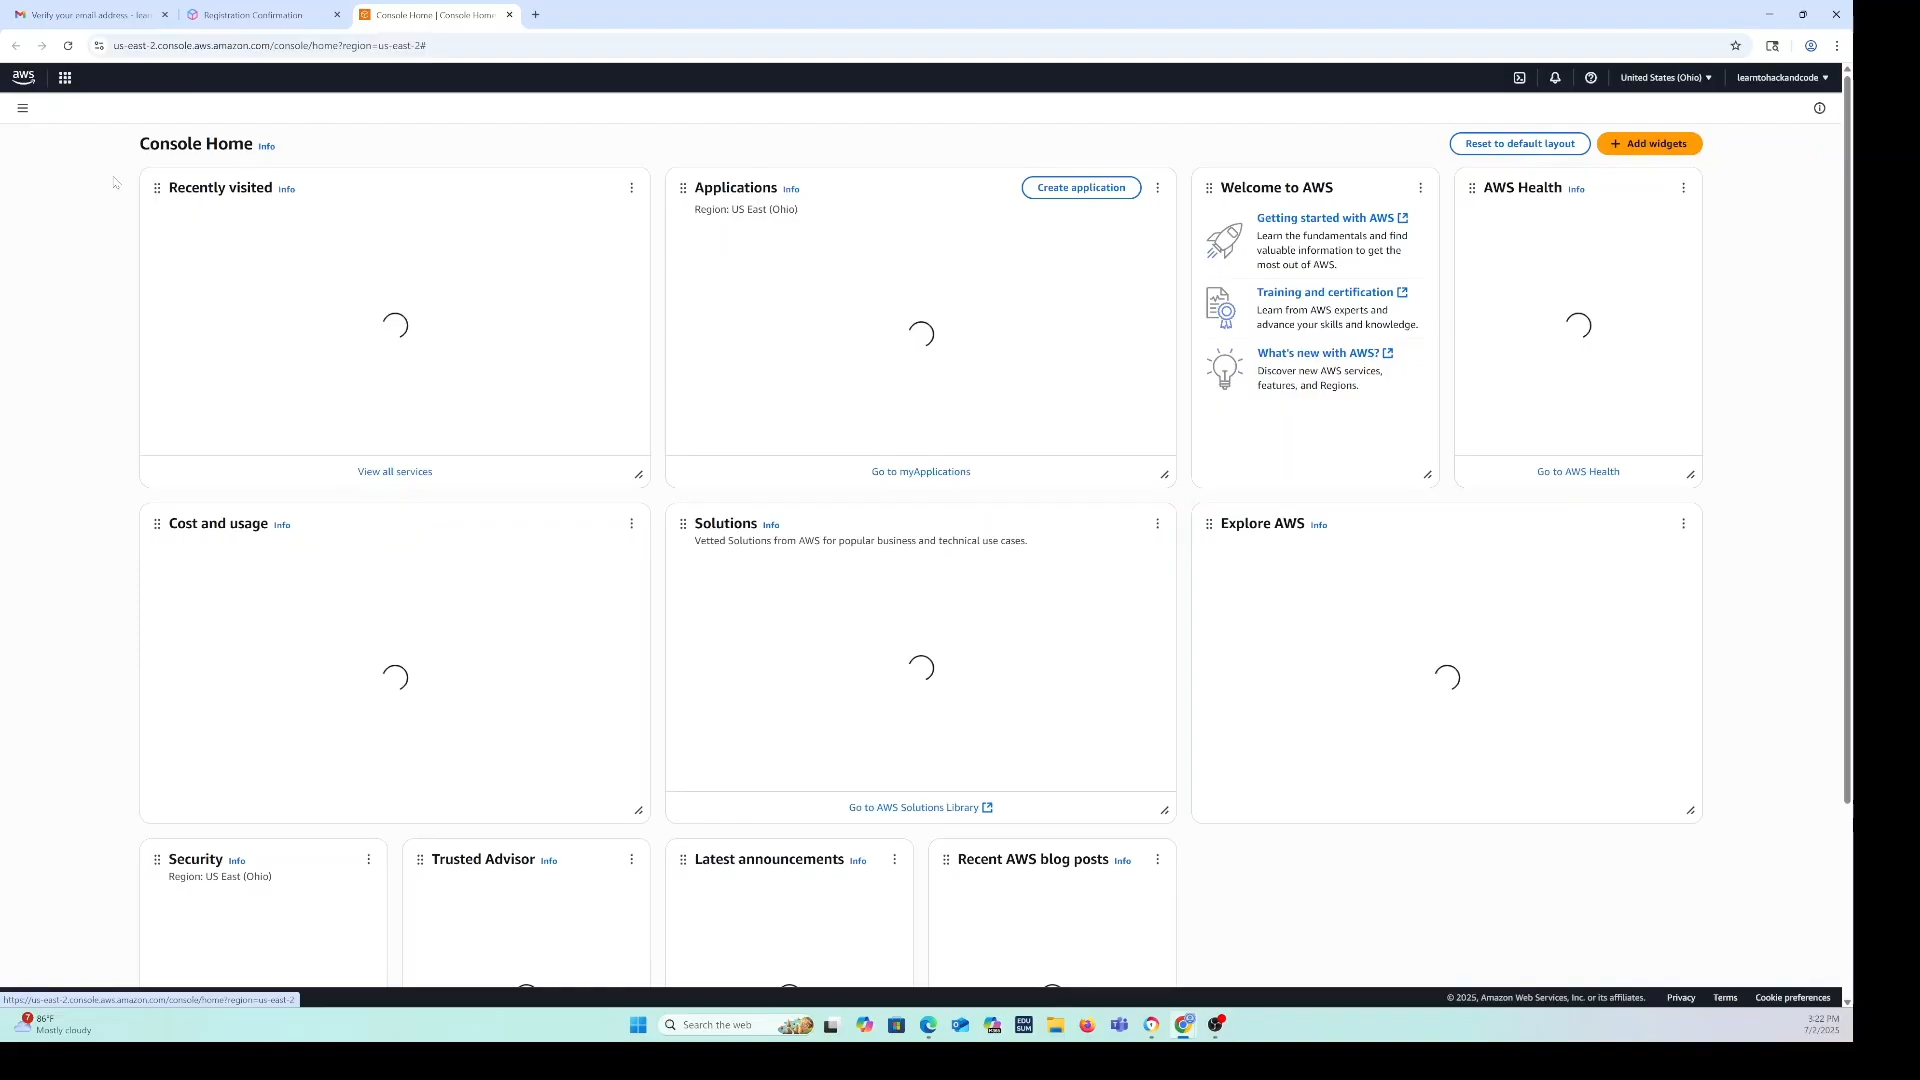 Verify your email address - lear
Registration Confirmation
Console Home | Console Home
us-east-2.console.aws.amazon.com/console/home?region=us-east-2#
aws
United States (Ohio)
learntohackandcode
Console Home Info
Reset to default layout
Add widgets
Recently visited Info
View all services
Applications Info
Create application
Region: US East (Ohio)
Go to myApplications
Welcome to AWS
Getting started with AWS
Learn the fundamentals and find
valuable information to get the
most out of AWS.
Training and certification
Learn from AWS experts and
advance your skills and knowledge.
What's new with AWS?
Discover new AWS services,
features, and Regions.
AWS Health Info
Go to AWS Health
Cost and usage Info
Solutions Info
Vetted Solutions from AWS for popular business and technical use cases.
Go to AWS Solutions Library
Explore AWS Info
Security Info
Region: US East (Ohio)
Trusted Advisor Info
Latest announcements Info
Recent AWS blog posts Info
https://us-east-2.console.aws.amazon.com/console/home?region=us-east-2
© 2025, Amazon Web Services, Inc. or its affiliates.
Privacy
Terms
Cookie preferences
7
86°F
Mostly cloudy
Search the web
EDU
SUM
3:22 PM
7/2/2025